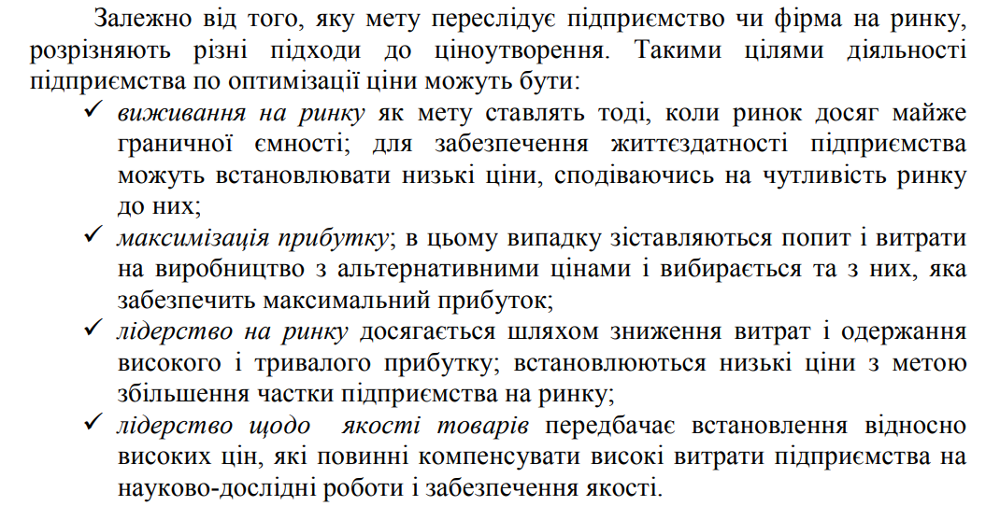 Залежно від того, яку мету переслідує підприємство чи фірма на ринку,
розрізняють різні підходи до ціноутворення. Такими цілями діяльності
підприємства по оптимізації ціни можуть бути:
✓ виживання на ринку як мету ставлять тоді, коли ринок досяг майже
граничної ємності; для забезпечення життєздатності підприємства
можуть встановлювати низькі ціни, сподіваючись на чутливість ринку
до них;
✓ максимізація прибутку; в цьому випадку зіставляються попит і витрати
на виробництво з альтернативними цінами і вибирається та з них, яка
забезпечить максимальний прибуток;
✓ лідерство на ринку досягається шляхом зниження витрат і одержання
високого і тривалого прибутку; встановлюються низькі ціни з метою
збільшення частки підприємства на ринку;
✓ лідерство щодо якості товарів передбачає встановлення відносно
високих цін, які повинні компенсувати високі витрати підприємства на
науково-дослідні роботи і забезпечення якості.